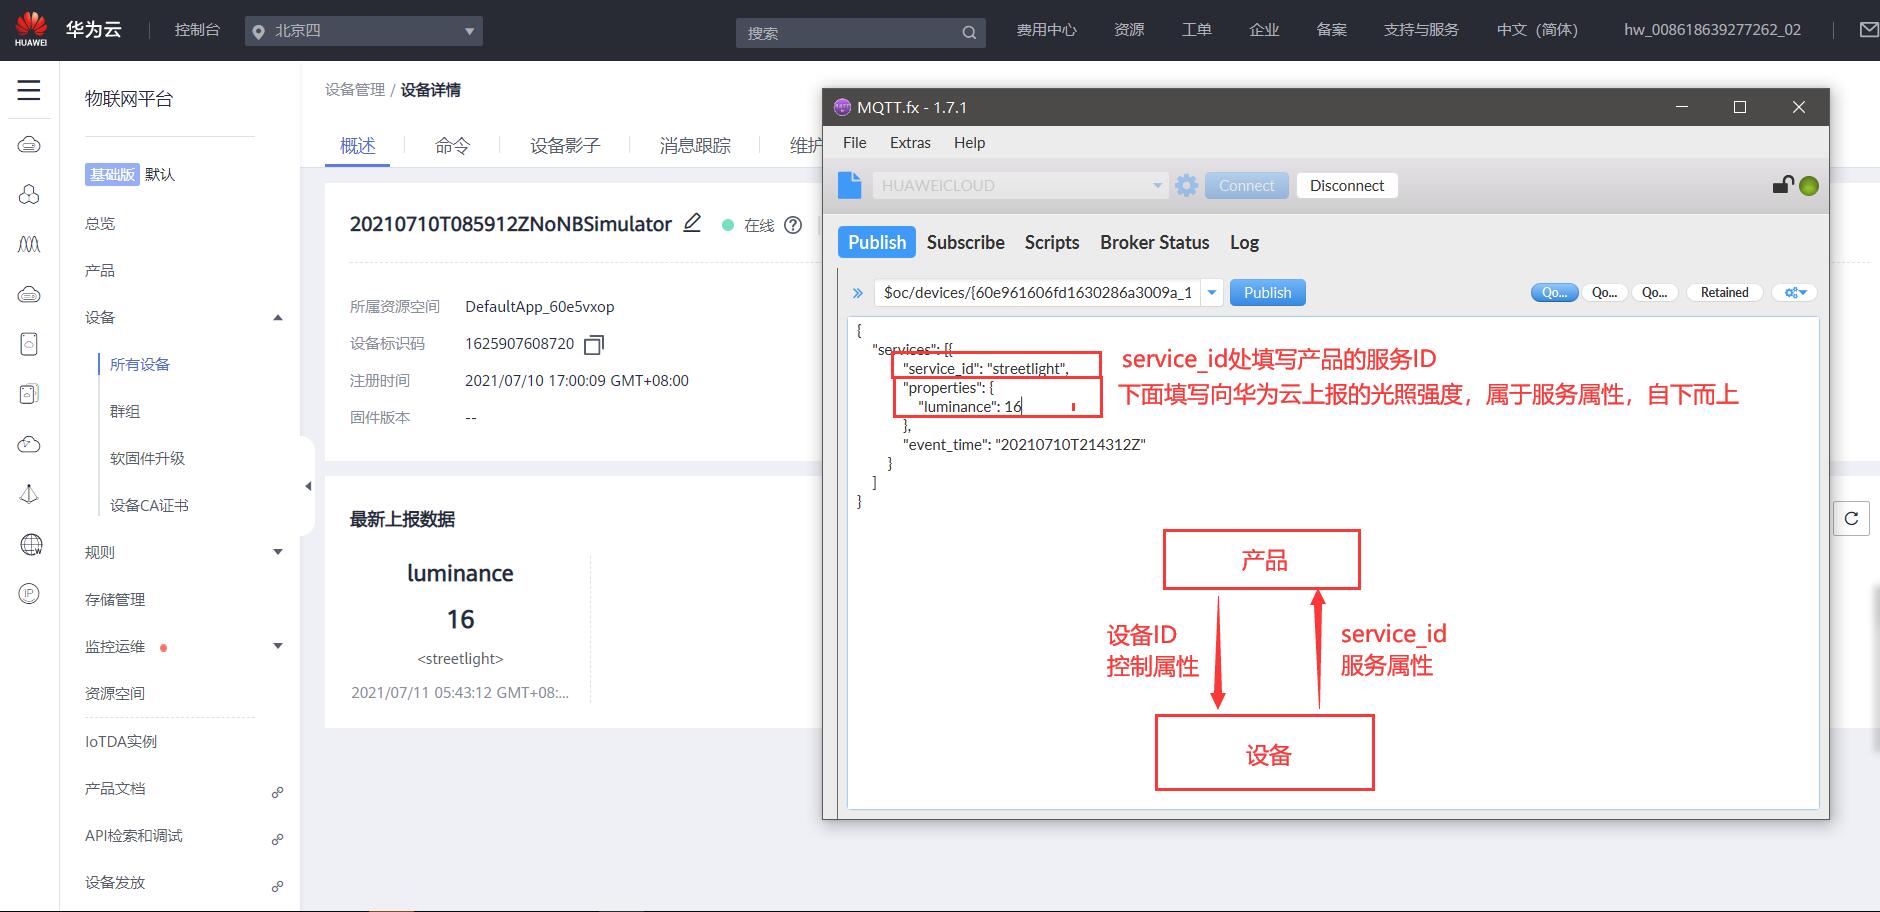 HUAWEI
华为云
控制台
北京四
搜索
费用中心
资源
工单
企业
备案
支持与服务
中文（简体）
hw_008618639277262_02
物联网平台
基础版 默认
总览
产品
设备
所有设备
群组
软固件升级
设备CA证书
规则
存储管理
监控运维
资源空间
IoTDA实例
产品文档
API检索和调试
设备发放
设备管理 / 设备详情
概述
命令
设备影子
消息跟踪
维护
20210710T085912ZNoNBSimulator
在线
所属资源空间 DefaultApp_60e5vxop
设备标识码 1625907608720
注册时间 2021/07/10 17:00:09 GMT+08:00
固件版本 --
最新上报数据
luminance
16
<streetlight>
2021/07/11 05:43:12 GMT+08:...
MQTT.fx - 1.7.1
File Extras Help
HUAWEICLOUD
Connect
Disconnect
Publish Subscribe Scripts Broker Status Log
$oc/devices/{60e961606fd1630286a3009a_1
Publish
Qo...
Qo...
Qo...
Retained
{
"services": [{
"service_id": "streetlight",
"properties": {
"luminance": 16
},
"event_time": "20210710T214312Z"
}
]
}
service_id处填写产品的服务ID
下面填写向华为云上报的光照强度，属于服务属性，自下而上
产品
设备ID
控制属性
service_id
服务属性
设备
IP